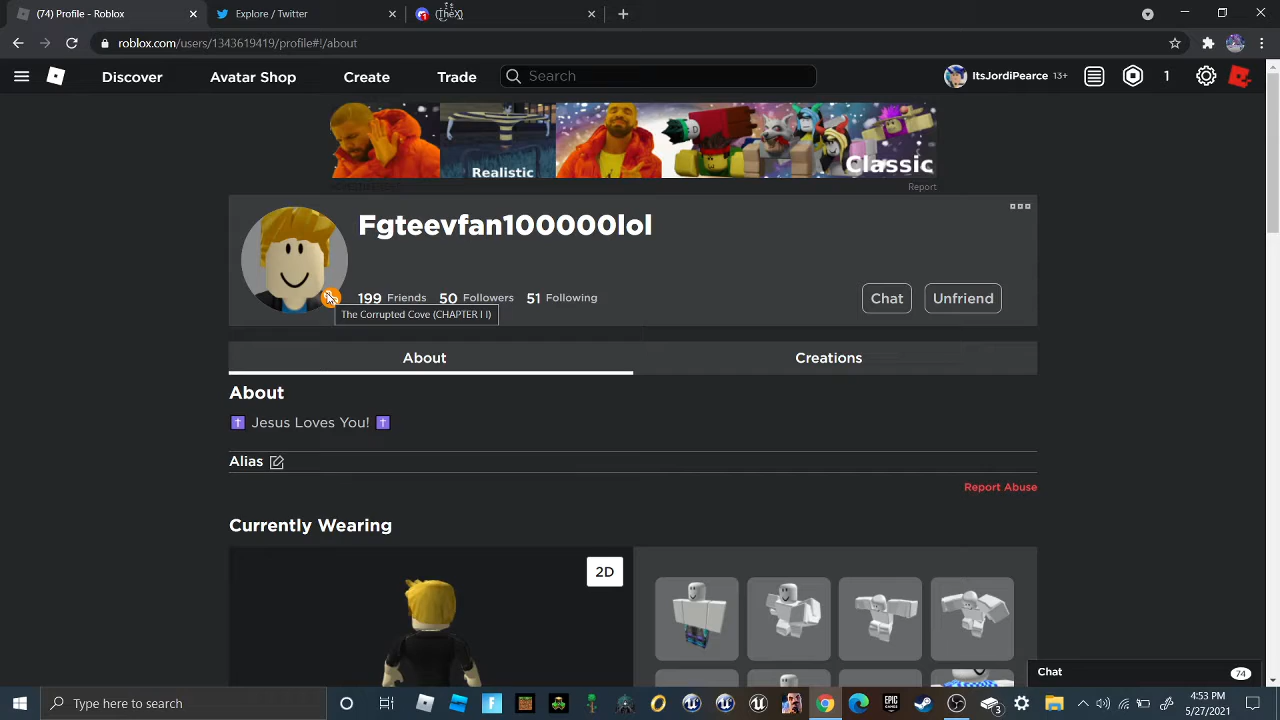 (74) Profile - Roblox
Explore / Twitter
(TheX)
roblox.com/users/1343619419/profile#!/about
Discover
Avatar Shop
Create
Trade
Search
ItsJordiPearce 13+
1
Realistic
Classic
Report
Fgteevfan100000lol
199 Friends
50 Followers
51 Following
Chat
Unfriend
The Corrupted Cove (CHAPTER I I)
About
Creations
About
✝ Jesus Loves You! ✝
Alias
Report Abuse
Currently Wearing
2D
Chat
74
Type here to search
3
4:53 PM
5/27/2021